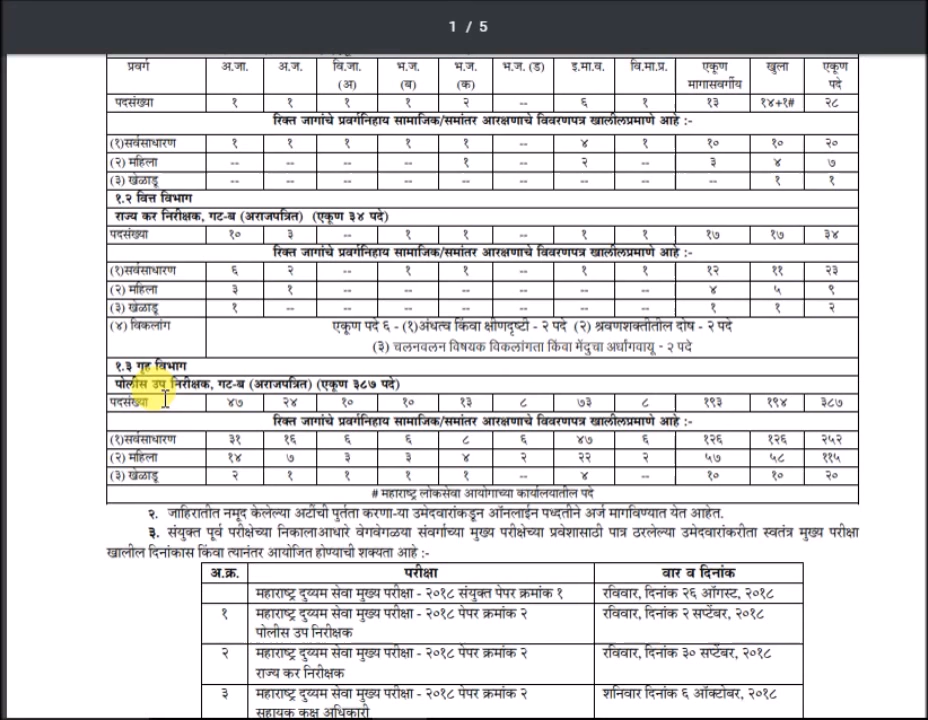 1 / 5
प्रवर्ग अ.जा. अ.ज. वि.जा. (अ) भ.ज. (ब) भ.ज. (क) भ.ज. (ड) इ.मा.व. वि.मा.प्र. एकूण मागासवर्गीय खुला एकूण पदे
पदसंख्या १ १ १ १ २ -- ६ १ १३ १४+१# २८
रिक्त जागांचे प्रवर्गनिहाय सामाजिक/समांतर आरक्षणाचे विवरणपत्र खालीलप्रमाणे आहे :-
(१)सर्वसाधारण १ १ १ १ १ -- ४ १ १० १० २०
(२) महिला -- -- -- -- १ -- २ -- ३ ४ ७
(३) खेळाडू -- -- -- -- -- -- -- -- -- १ १
१.२ वित्त विभाग
राज्य कर निरीक्षक, गट-ब (अराजपत्रित) (एकूण ३४ पदे)
पदसंख्या १० ३ -- १ १ -- १ १ १७ १७ ३४
रिक्त जागांचे प्रवर्गनिहाय सामाजिक/समांतर आरक्षणाचे विवरणपत्र खालीलप्रमाणे आहे :-
(१)सर्वसाधारण ६ २ -- १ १ -- १ १ १२ ११ २३
(२) महिला ३ १ -- -- -- -- -- -- ४ ५ ९
(३) खेळाडू १ -- -- -- -- -- -- -- १ १ २
(४) विकलांग एकूण पदे ६ - (१)अंधत्व किंवा क्षीणदृष्टी - २ पदे (२) श्रवणशक्तीतील दोष - २ पदे
(३) चलनवलन विषयक विकलांगता किंवा मेंदुचा अर्धांगवायू - २ पदे
१.३ गृह विभाग
पोलीस उप निरीक्षक, गट-ब (अराजपत्रित) (एकूण ३८७ पदे)
पदसंख्या ४७ २४ १० १० १३ ८ ७३ ८ १९३ १९४ ३८७
रिक्त जागांचे प्रवर्गनिहाय सामाजिक/समांतर आरक्षणाचे विवरणपत्र खालीलप्रमाणे आहे :-
(१)सर्वसाधारण ३१ १६ ६ ६ ८ ६ ४७ ६ १२६ १२६ २५२
(२) महिला १४ ७ ३ ३ ४ २ २२ २ ५७ ५८ ११५
(३) खेळाडू २ १ १ १ १ -- ४ -- १० १० २०
# महाराष्ट्र लोकसेवा आयोगाच्या कार्यालयातील पदे
२. जाहिरातीत नमूद केलेल्या अटींची पुर्तता करणा-या उमेदवारांकडून ऑनलाईन पध्दतीने अर्ज मागविण्यात येत आहेत.
३. संयुक्त पूर्व परीक्षेच्या निकालाआधारे वेगवेगळया संवर्गाच्या मुख्य परीक्षेच्या प्रवेशासाठी पात्र ठरलेल्या उमेदवारांकरीता स्वतंत्र मुख्य परीक्षा
खालील दिनांकास किंवा त्यानंतर आयोजित होण्याची शक्यता आहे :-
अ.क्र. परीक्षा वार व दिनांक
महाराष्ट्र दुय्यम सेवा मुख्य परीक्षा - २०१८ संयुक्त पेपर क्रमांक १ रविवार, दिनांक २६ ऑगस्ट, २०१८
१ महाराष्ट्र दुय्यम सेवा मुख्य परीक्षा - २०१८ पेपर क्रमांक २ रविवार, दिनांक २ सप्टेंबर, २०१८
पोलीस उप निरीक्षक
२ महाराष्ट्र दुय्यम सेवा मुख्य परीक्षा - २०१८ पेपर क्रमांक २ रविवार, दिनांक ३० सप्टेंबर, २०१८
राज्य कर निरीक्षक
३ महाराष्ट्र दुय्यम सेवा मुख्य परीक्षा - २०१८ पेपर क्रमांक २ शनिवार दिनांक ६ ऑक्टोबर, २०१८
सहायक कक्ष अधिकारी